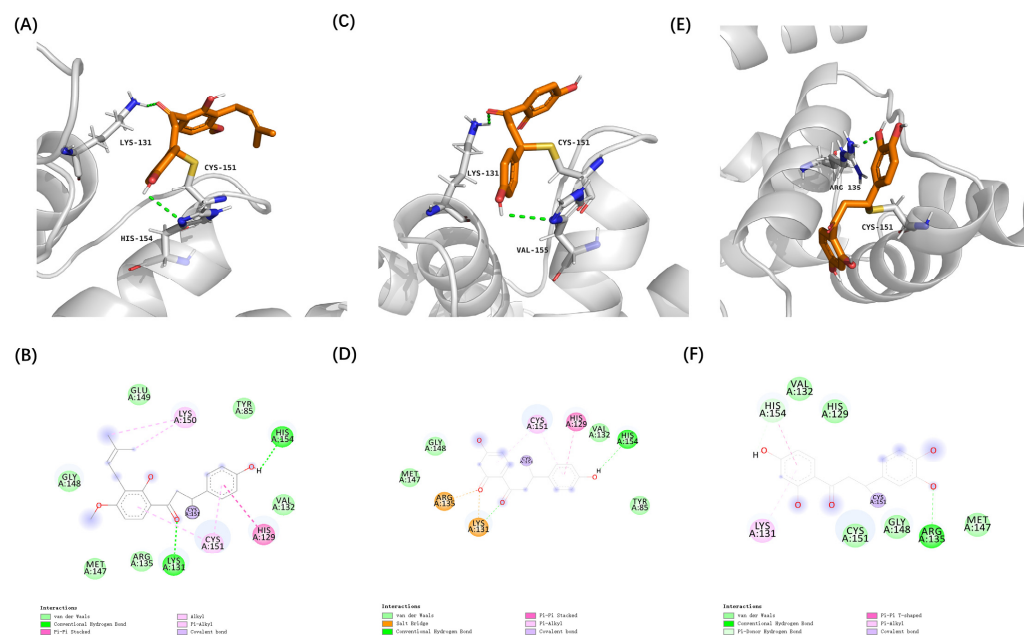 (A)
(C)
(E)
LYS-131
CYS-151
HIS-154
CYS-151
LYS-131
VAL-155
ARG 135
CYS-151
(B)
(D)
(F)
GLU
A:149
LYS
A:150
TYR
A:85
HIS
A:154
GLY
A:148
O
H
O
H
O
O
CYS
A:151
VAL
A:132
HIS
A:129
CYS
A:151
MET
A:147
ARG
A:135
LYS
A:131
Interactions
van der Waals
Conventional Hydrogen Bond
Pi-Pi Stacked
Alkyl
Pi-Alkyl
Covalent bond
CYS
A:151
HIS
A:129
VAL
A:132
HIS
A:154
GLY
A:148
MET
A:147
ARG
A:135
LYS
A:131
TYR
A:85
O
H
O
O
O
Interactions
van der Waals
Salt Bridge
Conventional Hydrogen Bond
Pi-Pi Stacked
Pi-Alkyl
Covalent bond
VAL
A:132
HIS
A:154
HIS
A:129
H
O
O
O
O
O
CYS
A:151
LYS
A:131
CYS
A:151
GLY
A:148
ARG
A:135
MET
A:147
Interactions
van der Waals
Conventional Hydrogen Bond
Pi-Donor Hydrogen Bond
Pi-Pi T-shaped
Pi-Alkyl
Covalent bond